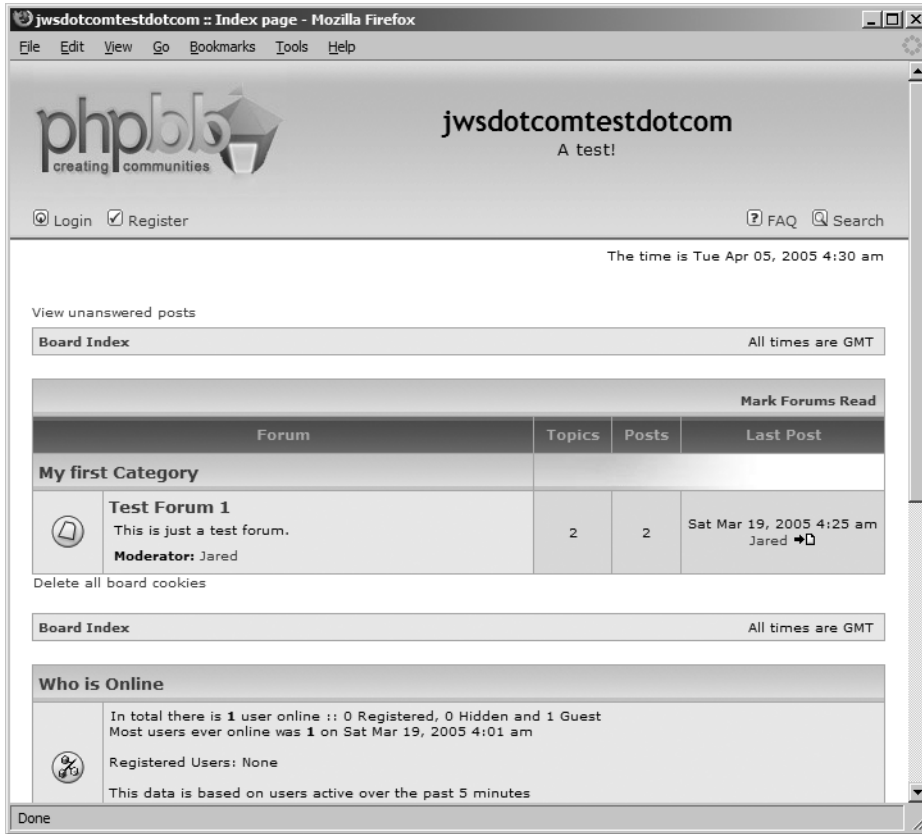 jwsdotcomtestdotcom :: Index page - Mozilla Firefox
File Edit View Go Bookmarks Tools Help
phpbb
creating communities
jwsdotcomtestdotcom
A test!
Login Register FAQ Search
The time is Tue Apr 05, 2005 4:30 am
View unanswered posts
Board Index All times are GMT
Mark Forums Read
Forum Topics Posts Last Post
My first Category
Test Forum 1
This is just a test forum.
Moderator: Jared
2 2
Sat Mar 19, 2005 4:25 am
Jared
Delete all board cookies
Board Index All times are GMT
Who is Online
In total there is 1 user online :: 0 Registered, 0 Hidden and 1 Guest
Most users ever online was 1 on Sat Mar 19, 2005 4:01 am
Registered Users: None
This data is based on users active over the past 5 minutes
Done